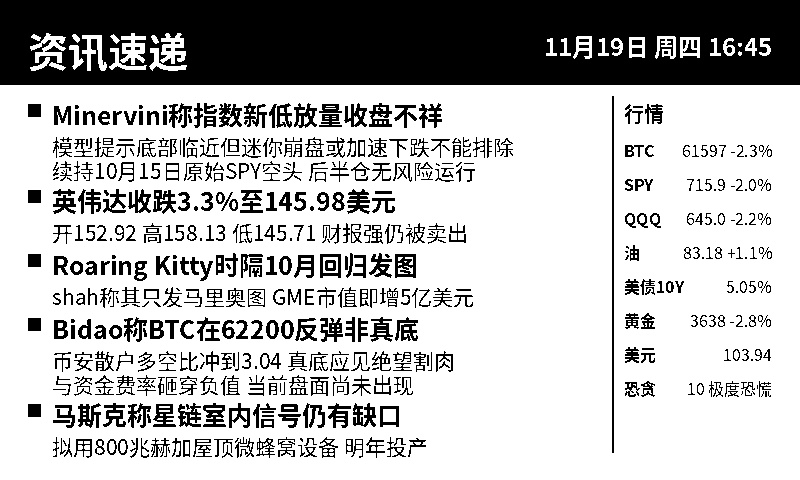 资讯速递
11月19日 周四 16:45
Minervini称指数新低放量收盘不祥
模型提示底部临近但迷你崩盘或加速下跌不能排除
续持10月15日原始SPY空头 后半仓无风险运行
英伟达收跌3.3%至145.98美元
开152.92 高158.13 低145.71 财报强仍被卖出
Roaring Kitty时隔10月回归发图
shah称其只发马里奥图 GME市值即增5亿美元
Bidao称BTC在62200反弹非真底
币安散户多空比冲到3.04 真底应见绝望割肉
与资金费率砸穿负值 当前盘面尚未出现
马斯克称星链室内信号仍有缺口
拟用800兆赫加屋顶微蜂窝设备 明年投产
行情
BTC 61597 -2.3%
SPY 715.9 -2.0%
QQQ 645.0 -2.2%
油 83.18 +1.1%
美债10Y 5.05%
黄金 3638 -2.8%
美元 103.94
恐贪 10 极度恐慌